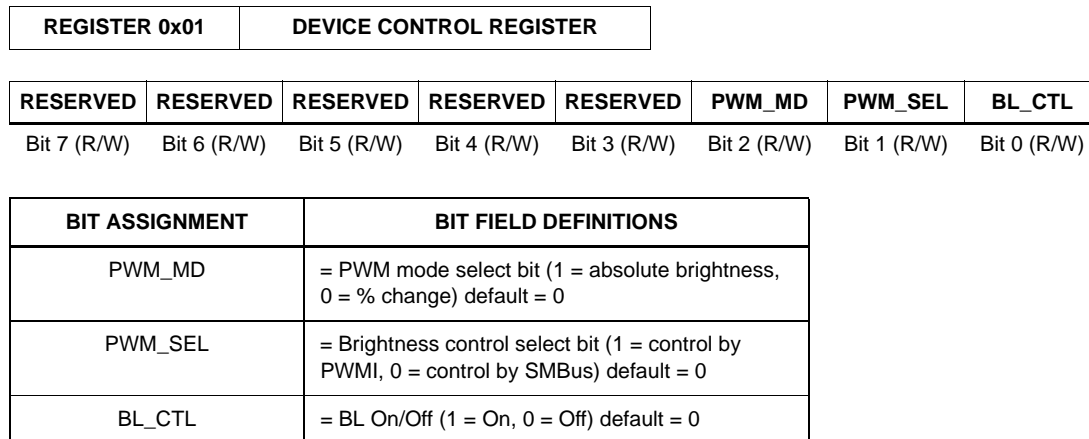 REGISTER 0x01 DEVICE CONTROL REGISTER
RESERVED RESERVED RESERVED RESERVED RESERVED PWM_MD PWM_SEL BL_CTL
Bit 7 (R/W) Bit 6 (R/W) Bit 5 (R/W) Bit 4 (R/W) Bit 3 (R/W) Bit 2 (R/W) Bit 1 (R/W) Bit 0 (R/W)
BIT ASSIGNMENT BIT FIELD DEFINITIONS
PWM_MD = PWM mode select bit (1 = absolute brightness,
0 = % change) default = 0
PWM_SEL = Brightness control select bit (1 = control by
PWMI, 0 = control by SMBus) default = 0
BL_CTL = BL On/Off (1 = On, 0 = Off) default = 0